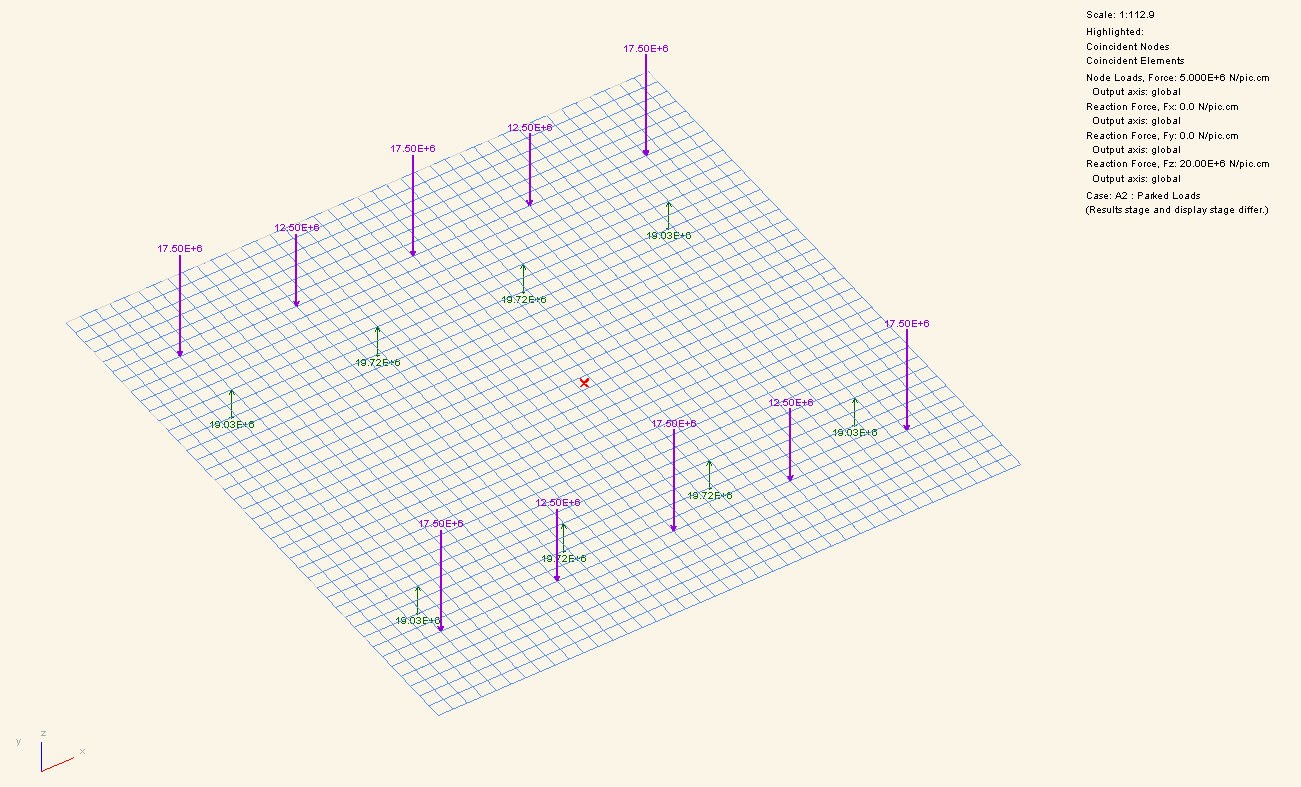 Scale: 1:112.9
Highlighted:
Coincident Nodes
Coincident Elements
Node Loads, Force: 5.000E+6 N/pic.cm
Output axis: global
Reaction Force, Fx: 0.0 N/pic.cm
Output axis: global
Reaction Force, Fy: 0.0 N/pic.cm
Output axis: global
Reaction Force, Fz: 20.00E+6 N/pic.cm
Output axis: global
Case: A2 : Parked Loads
(Results stage and display stage differ.)
17.50E+6
12.50E+6
17.50E+6
12.50E+6
17.50E+6
19.03E+6
19.72E+6
17.50E+6
19.72E+6
12.50E+6
17.50E+6
19.03E+6
19.03E+6
19.72E+6
12.50E+6
17.50E+6
19.72E+6
19.03E+6
z
y
x